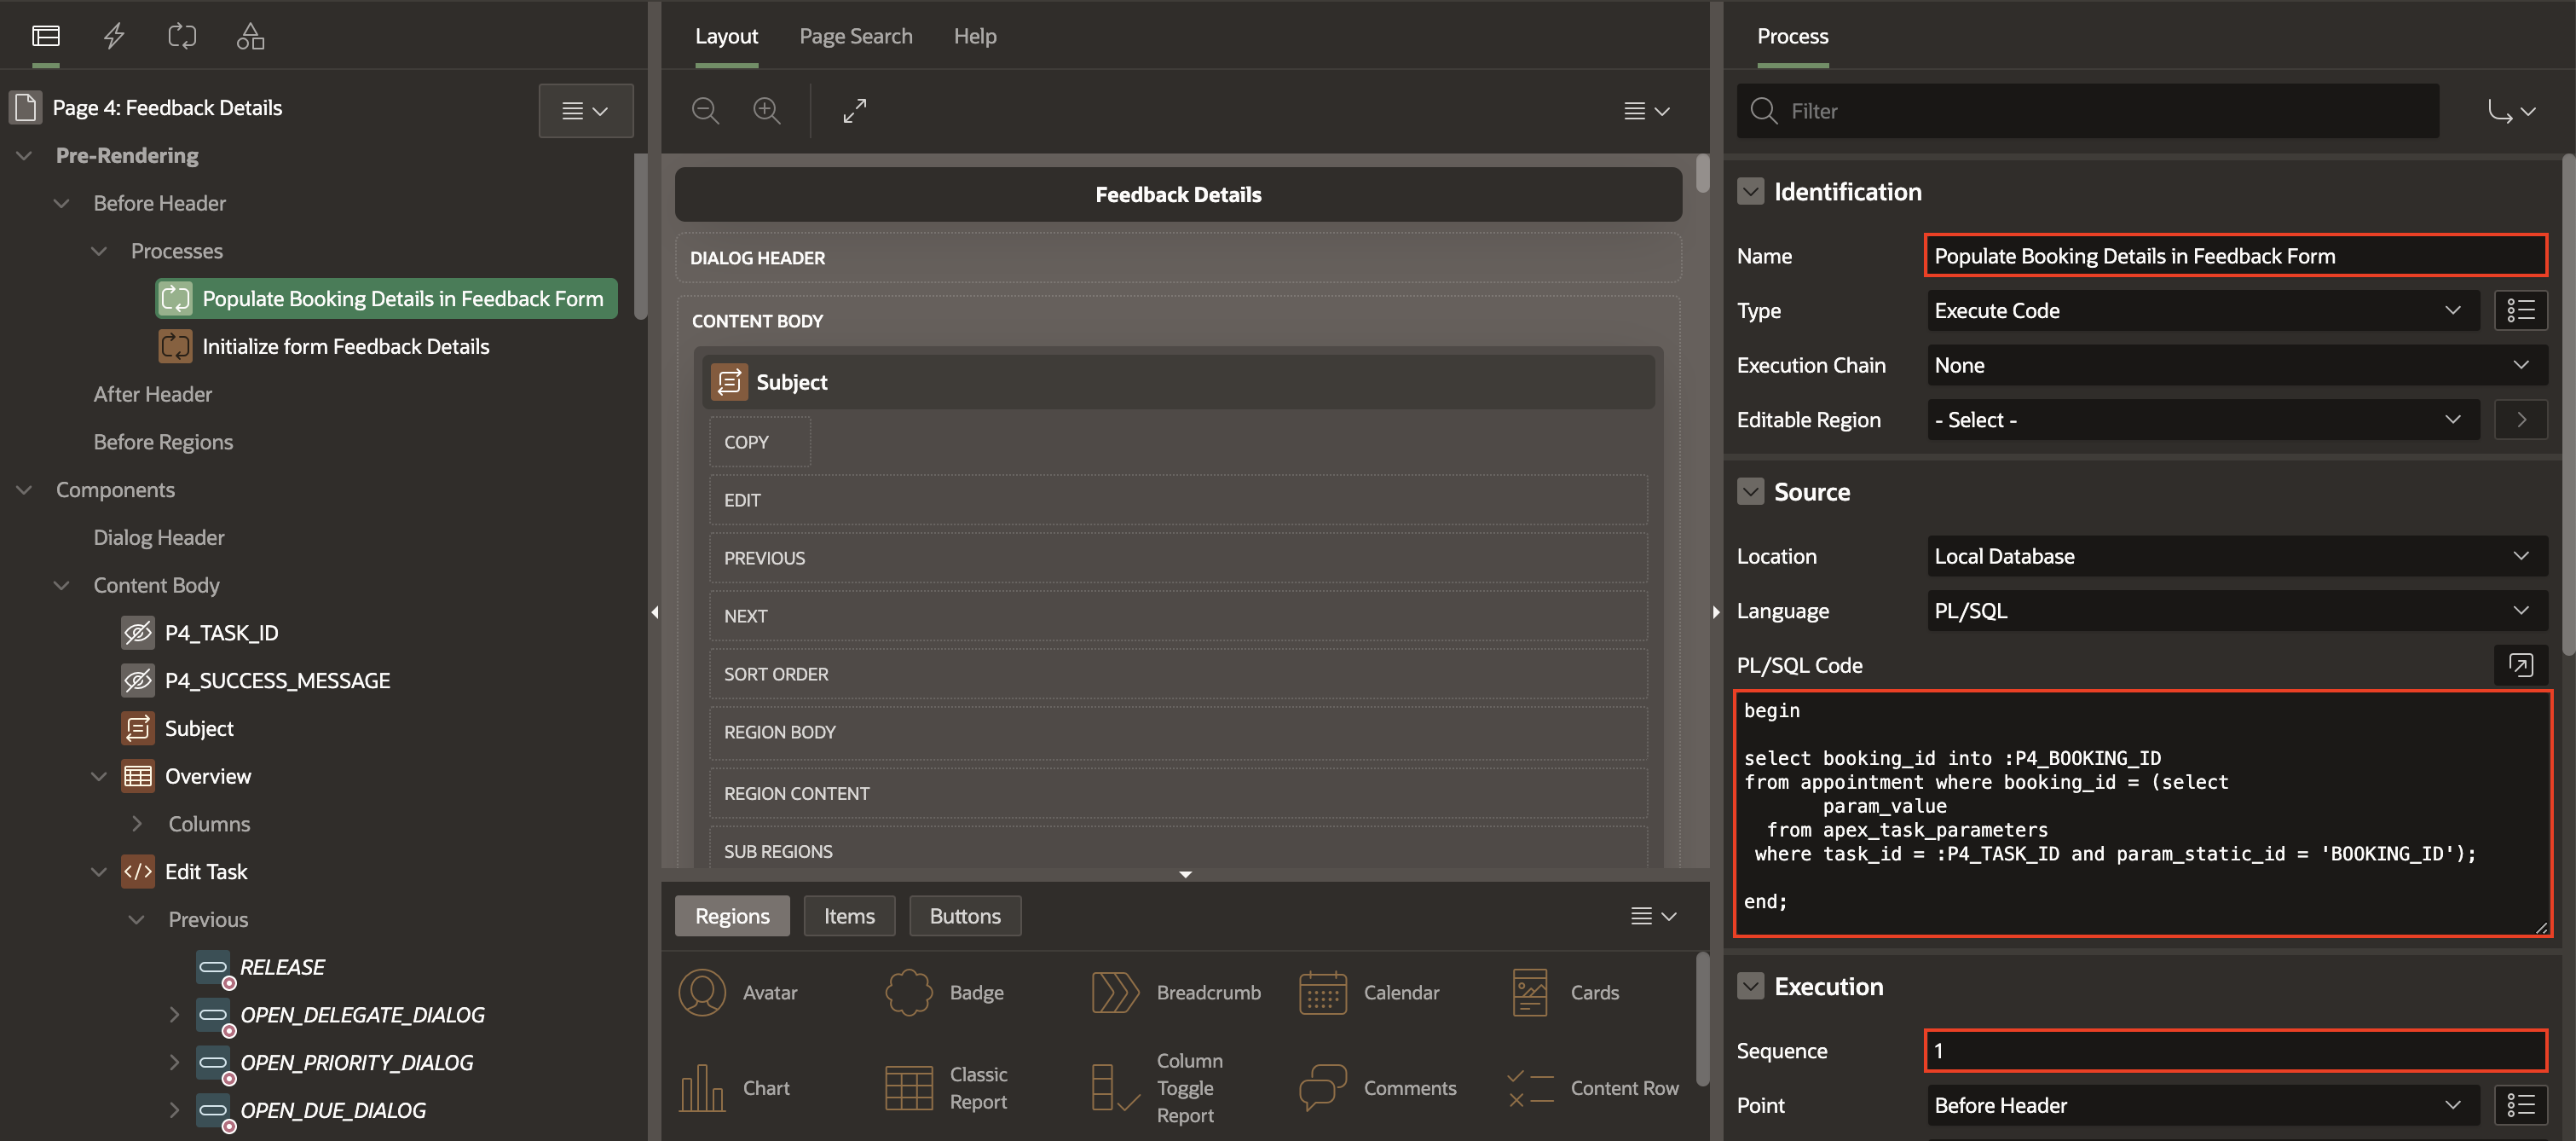 Page 4: Feedback Details
Pre-Rendering
Before Header
Processes
Populate Booking Details in Feedback Form
Initialize form Feedback Details
After Header
Before Regions
Components
Dialog Header
Content Body
P4_TASK_ID
P4_SUCCESS_MESSAGE
Subject
Overview
Columns
Edit Task
Previous
RELEASE
OPEN_DELEGATE_DIALOG
OPEN_PRIORITY_DIALOG
OPEN_DUE_DIALOG
Layout Page Search Help
Feedback Details
DIALOG HEADER
CONTENT BODY
Subject
COPY
EDIT
PREVIOUS
NEXT
SORT ORDER
REGION BODY
REGION CONTENT
SUB REGIONS
Regions Items Buttons
Avatar Badge Breadcrumb Calendar Cards
Chart
Classic
Report
Column
Toggle
Report
Comments
Content Row
Process
Filter
Identification
Name Populate Booking Details in Feedback Form
Type Execute Code
Execution Chain None
Editable Region - Select -
Source
Location Local Database
Language PL/SQL
PL/SQL Code
begin
select booking_id into :P4_BOOKING_ID
from appointment where booking_id = (select
param_value
from apex_task_parameters
where task_id = :P4_TASK_ID and param_static_id = 'BOOKING_ID');
end;
Execution
Sequence 1
Point Before Header